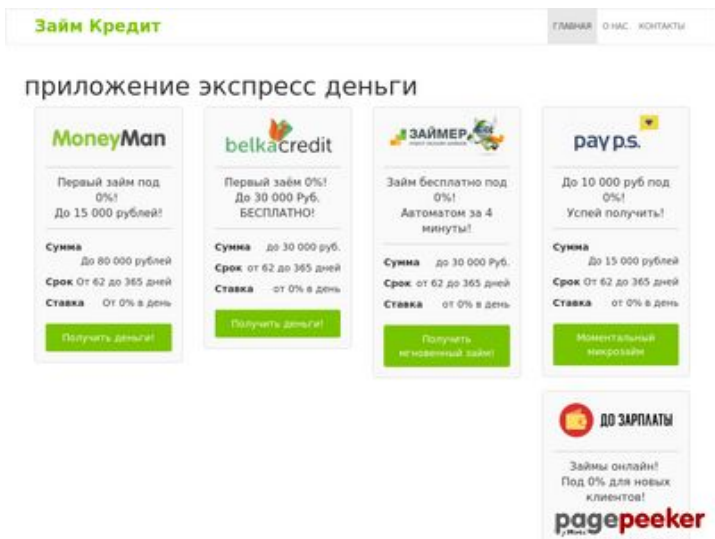 Займ Кредит
ГЛАВНАЯ О НАС КОНТАКТЫ
приложение экспресс деньги
MoneyMan
Первый займ под
0%!
До 15 000 рублей!
Сумма
До 80 000 рублей
Срок От 62 до 365 дней
Ставка От 0% в день
Получить деньги!
belkacredit
Первый заём 0%!
До 30 000 Руб.
БЕСПЛАТНО!
Сумма до 30 000 руб.
Срок от 62 до 365 дней
Ставка от 0% в день
Получить деньги!
ЗАЙМЕР
Займ бесплатно под
0%!
Автоматом за 4
минуты!
Сумма до 30 000 Руб.
Срок от 62 до 365 дней
Ставка от 0% в день
Получить
мгновенный займ!
pay p.s.
До 10 000 руб под
0%!
Успей получить!
Сумма
До 15 000 рублей
Срок От 62 до 365 дней
Ставка от 0% в день
Моментальный
микрозайм
ДО ЗАРПЛАТЫ
Займы онлайн!
Под 0% для новых
клиентов!
pagepeeker